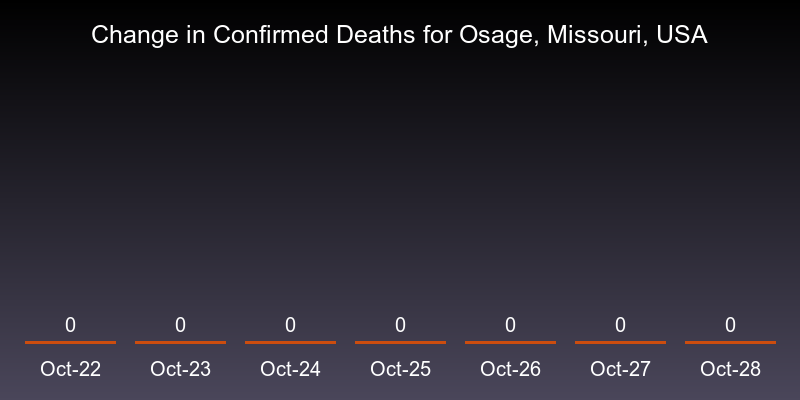 Change in Confirmed Deaths for Osage, Missouri, USA
0 0 0 0 0 0 0
Oct-22 Oct-23 Oct-24 Oct-25 Oct-26 Oct-27 Oct-28